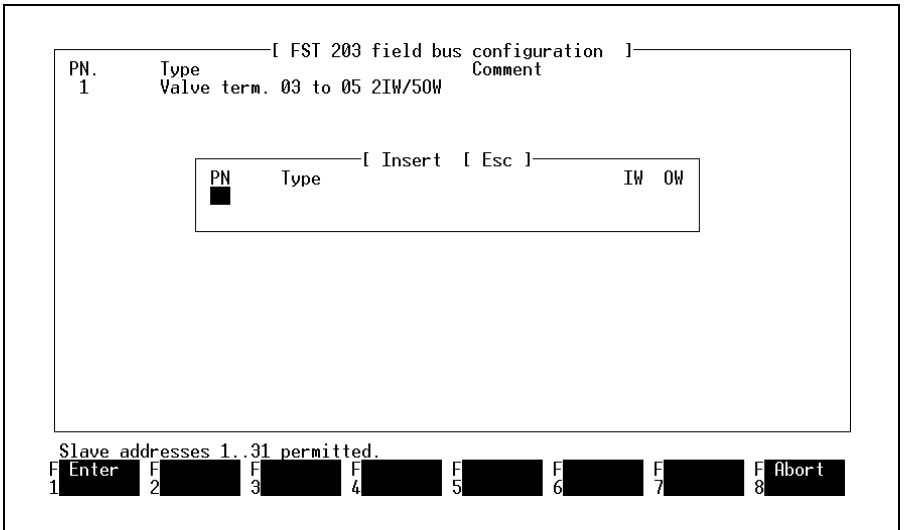 [ FST 203 field bus configuration ]
PN. Type Comment
1 Valve term. 03 to 05 2IW/5OW
[ Insert [ Esc ]
PN Type IW OW
Slave addresses 1..31 permitted.
F1 Enter F2 F3 F4 F5 F6 F7 F8 Abort